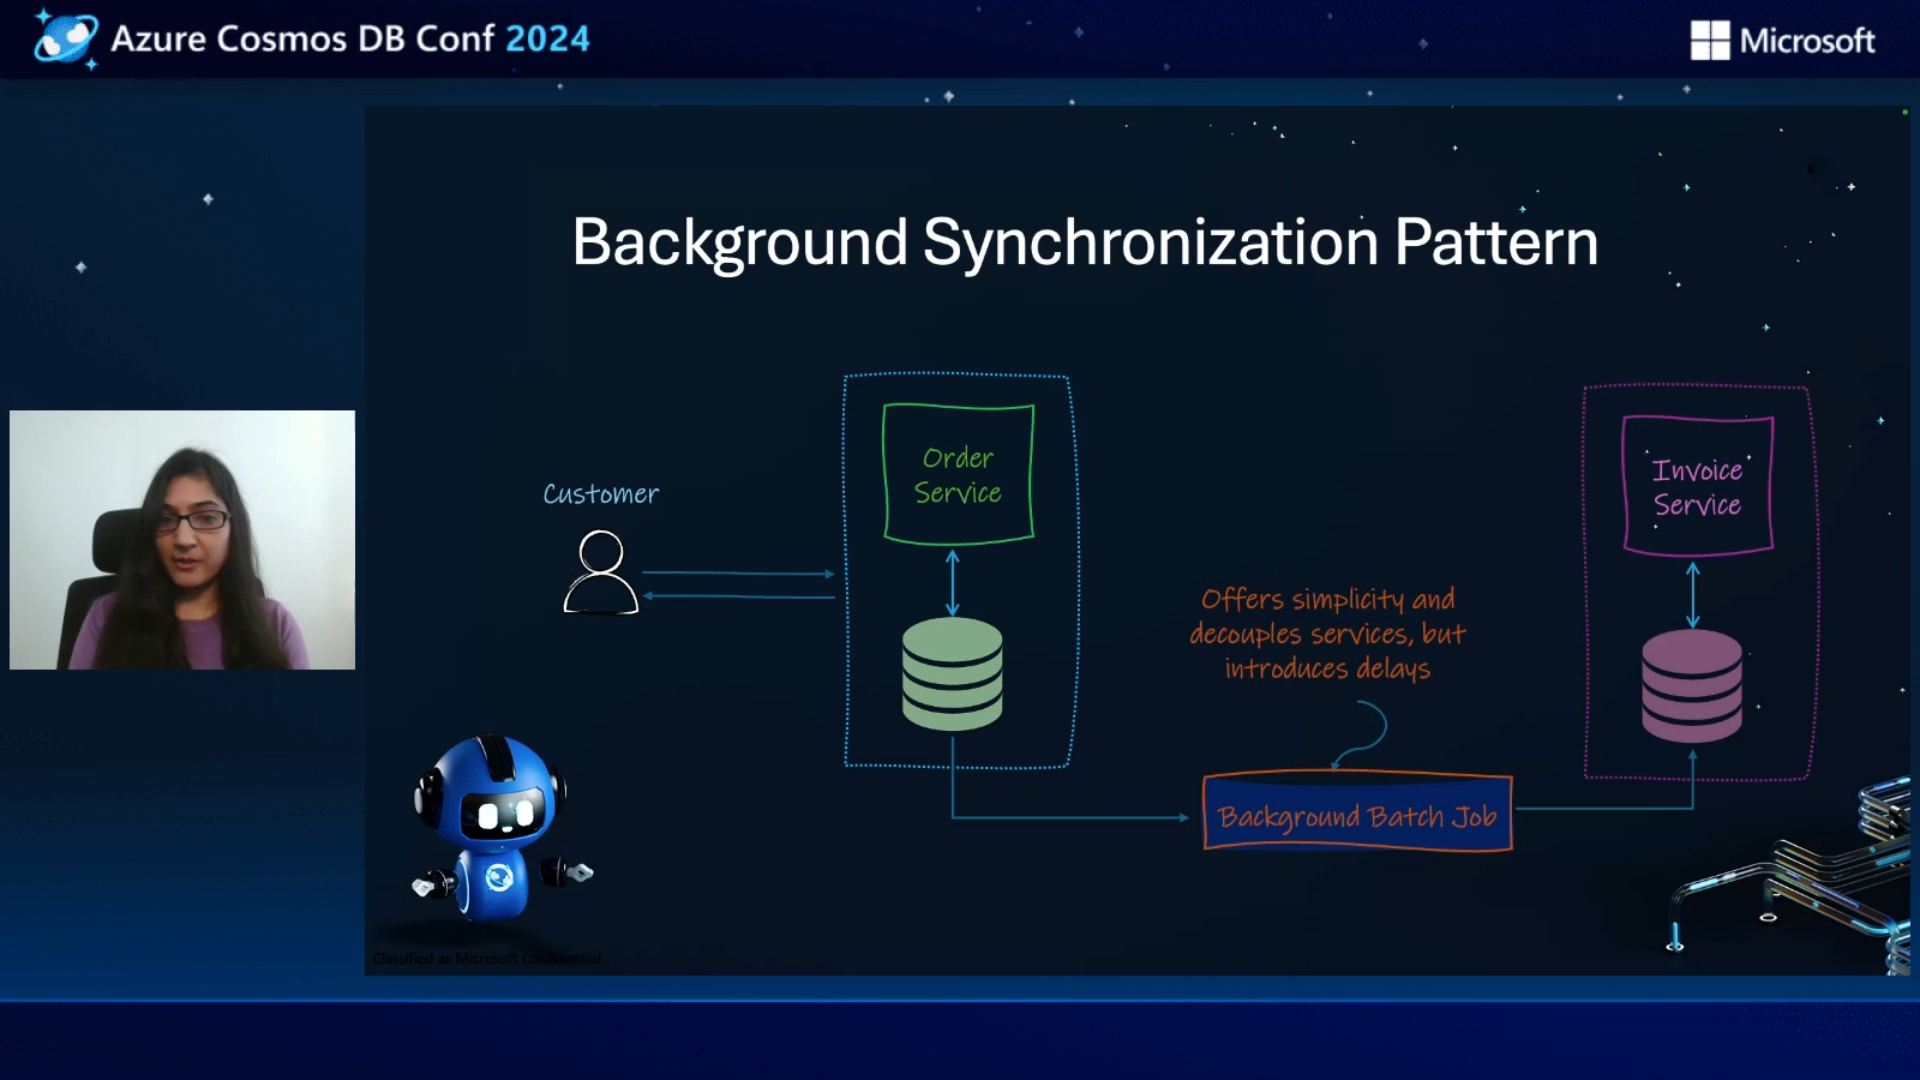 Azure Cosmos DB Conf 2024
Microsoft
Background Synchronization Pattern
Customer
Order
Service
Invoice
Service
Offers simplicity and
decouples services, but
introduces delays
Background Batch Job
Classified as Microsoft Confidential